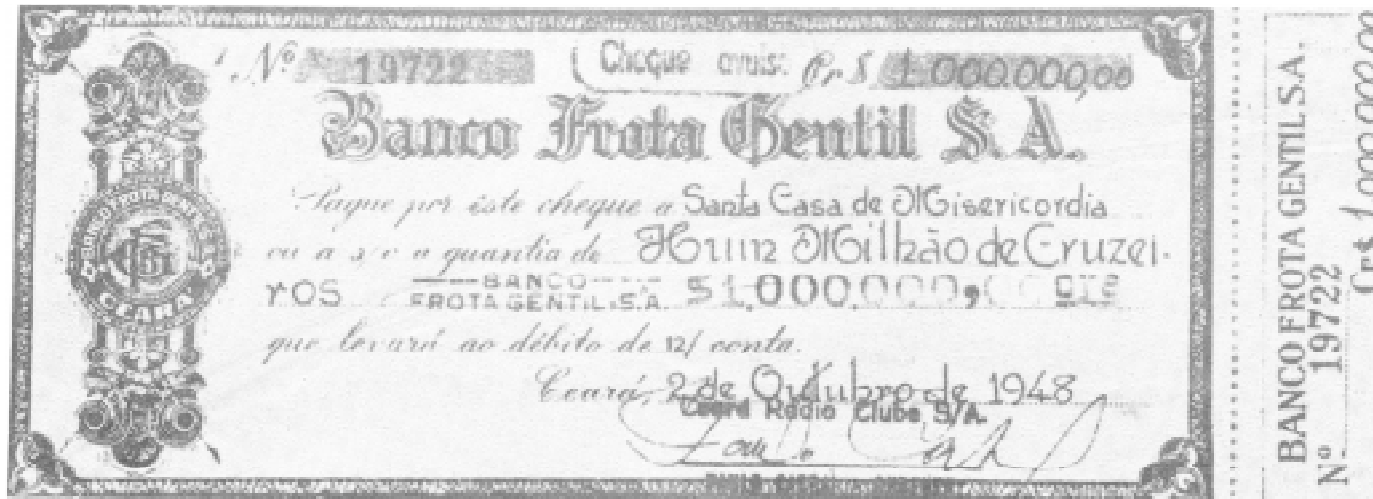 Nº 19722 Cheque avulso Cr.$ 1.000.000,00
Banco Frota Gentil S.A.
Pague por êste cheque a Santa Casa de Misericordia
ou a s/o a quantia de Hum Milhão de Cruzei-
ros BANCO FROTA GENTIL.S.A. $1,000,000,00
que levará ao débito de n/ conta.
Ceará, 2 de Outubro de 1948
Ceará Rádio Clube S/A.
CEARÁ
BANCO FROTA GENTIL S.A.
Nº 19722
Cr$ 1.000.000,00